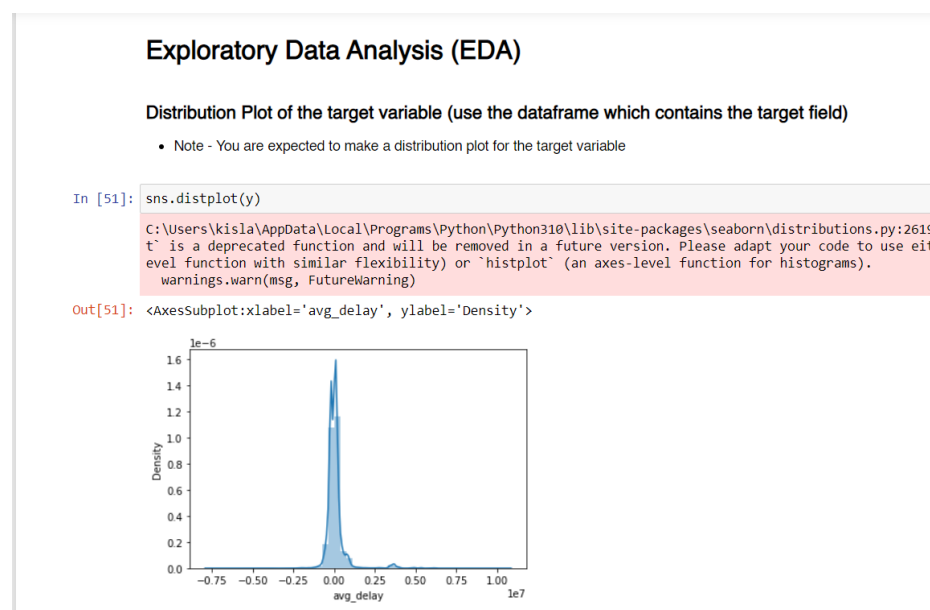 Exploratory Data Analysis (EDA)
Distribution Plot of the target variable (use the dataframe which contains the target field)
• Note - You are expected to make a distribution plot for the target variable
In [51]: sns.distplot(y)
C:\Users\kisla\AppData\Local\Programs\Python\Python310\lib\site-packages\seaborn\distributions.py:2619
t` is a deprecated function and will be removed in a future version. Please adapt your code to use eit
evel function with similar flexibility) or `histplot` (an axes-level function for histograms).
warnings.warn(msg, FutureWarning)
Out[51]: <AxesSubplot:xlabel='avg_delay', ylabel='Density'>
1e−6
1.6
1.4
1.2
1.0
0.8
0.6
0.4
0.2
0.0
Density
−0.75 −0.50 −0.25 0.00 0.25 0.50 0.75 1.00
avg_delay
1e7